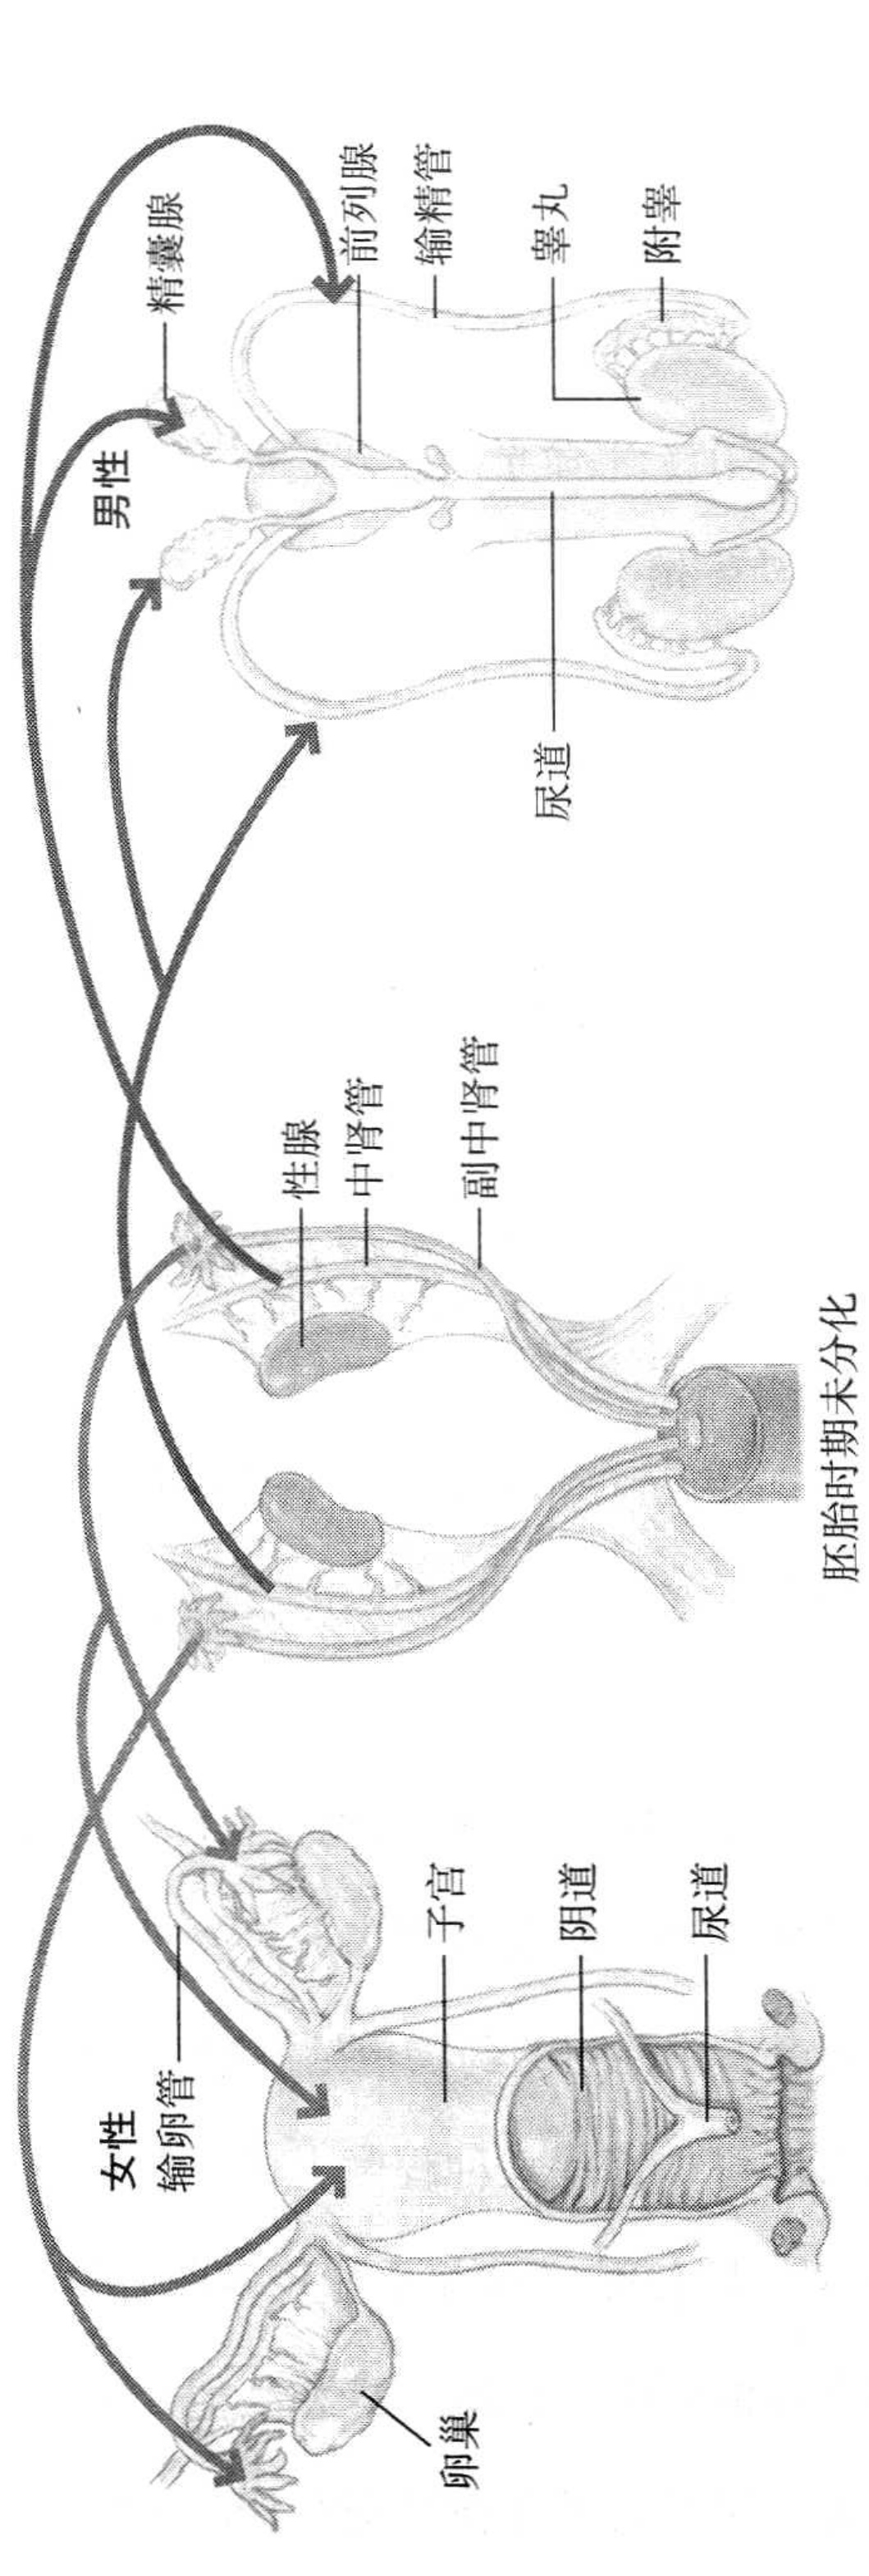 女性
输卵管
卵巢
子宫
阴道
尿道
性腺
中肾管
副中肾管
胚胎时期未分化
男性
精囊腺
前列腺
输精管
睾丸
附睾
尿道